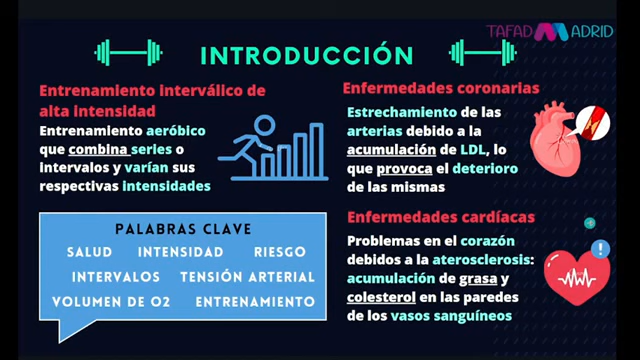 TAFAD MADRID
INTRODUCCIÓN
Entrenamiento interválico de
alta intensidad
Entrenamiento aeróbico
que combina series o
intervalos y varían sus
respectivas intensidades
PALABRAS CLAVE
SALUD INTENSIDAD RIESGO
INTERVALOS TENSIÓN ARTERIAL
VOLUMEN DE O2 ENTRENAMIENTO
Enfermedades coronarias
Estrechamiento de las
arterias debido a la
acumulación de LDL, lo
que provoca el deterioro
de las mismas
Enfermedades cardíacas
Problemas en el corazón
debidos a la aterosclerosis:
acumulación de grasa y
colesterol en las paredes
de los vasos sanguíneos
!